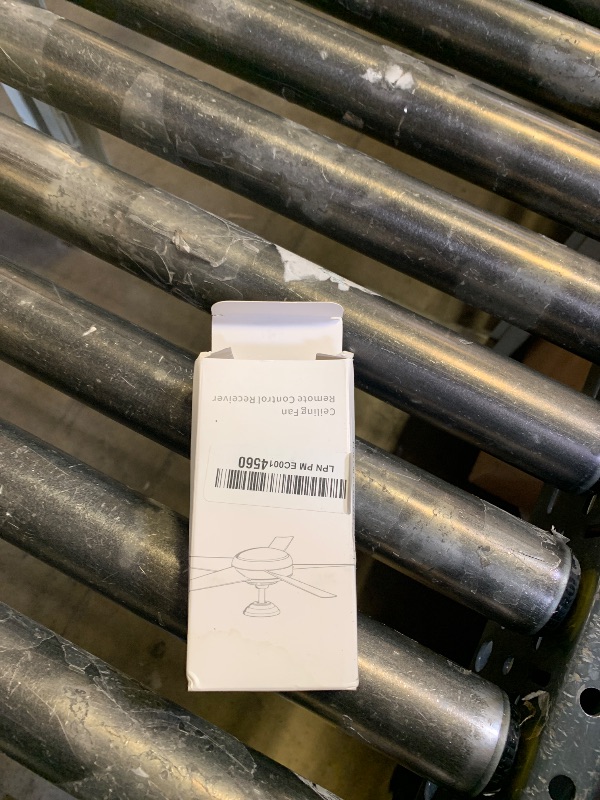 Ceiling Fan
Remote Control Receiver
LPN PM EC0014560